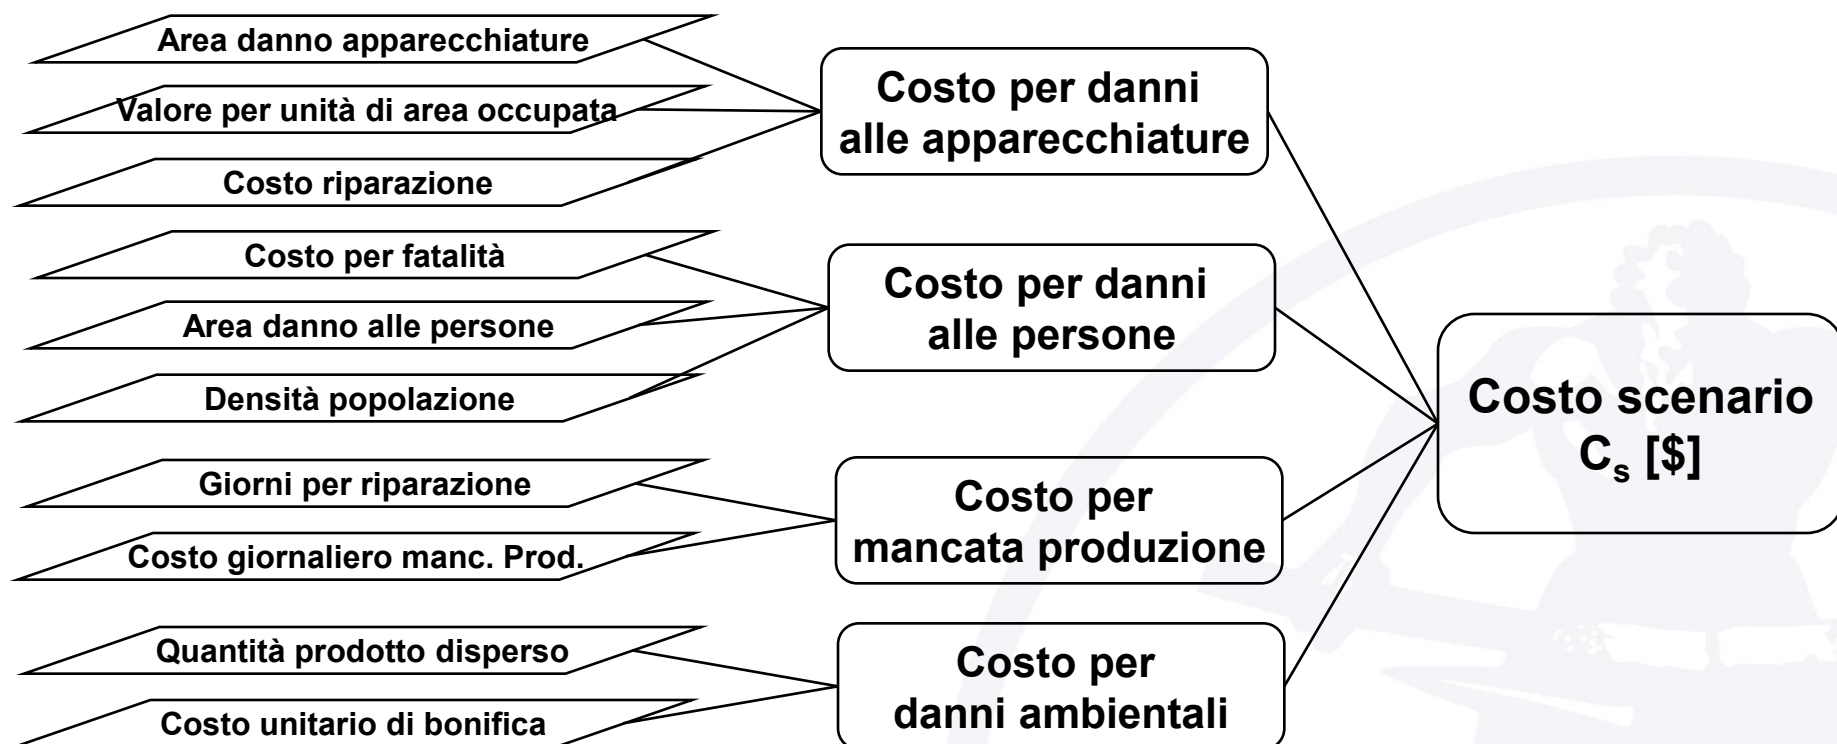 Area danno apparecchiature
Valore per unità di area occupata
Costo riparazione
Costo per danni
alle apparecchiature
Costo per fatalità
Area danno alle persone
Densità popolazione
Costo per danni
alle persone
Giorni per riparazione
Costo giornaliero manc. Prod.
Costo per
mancata produzione
Quantità prodotto disperso
Costo unitario di bonifica
Costo per
danni ambientali
Costo scenario
Cs [$]